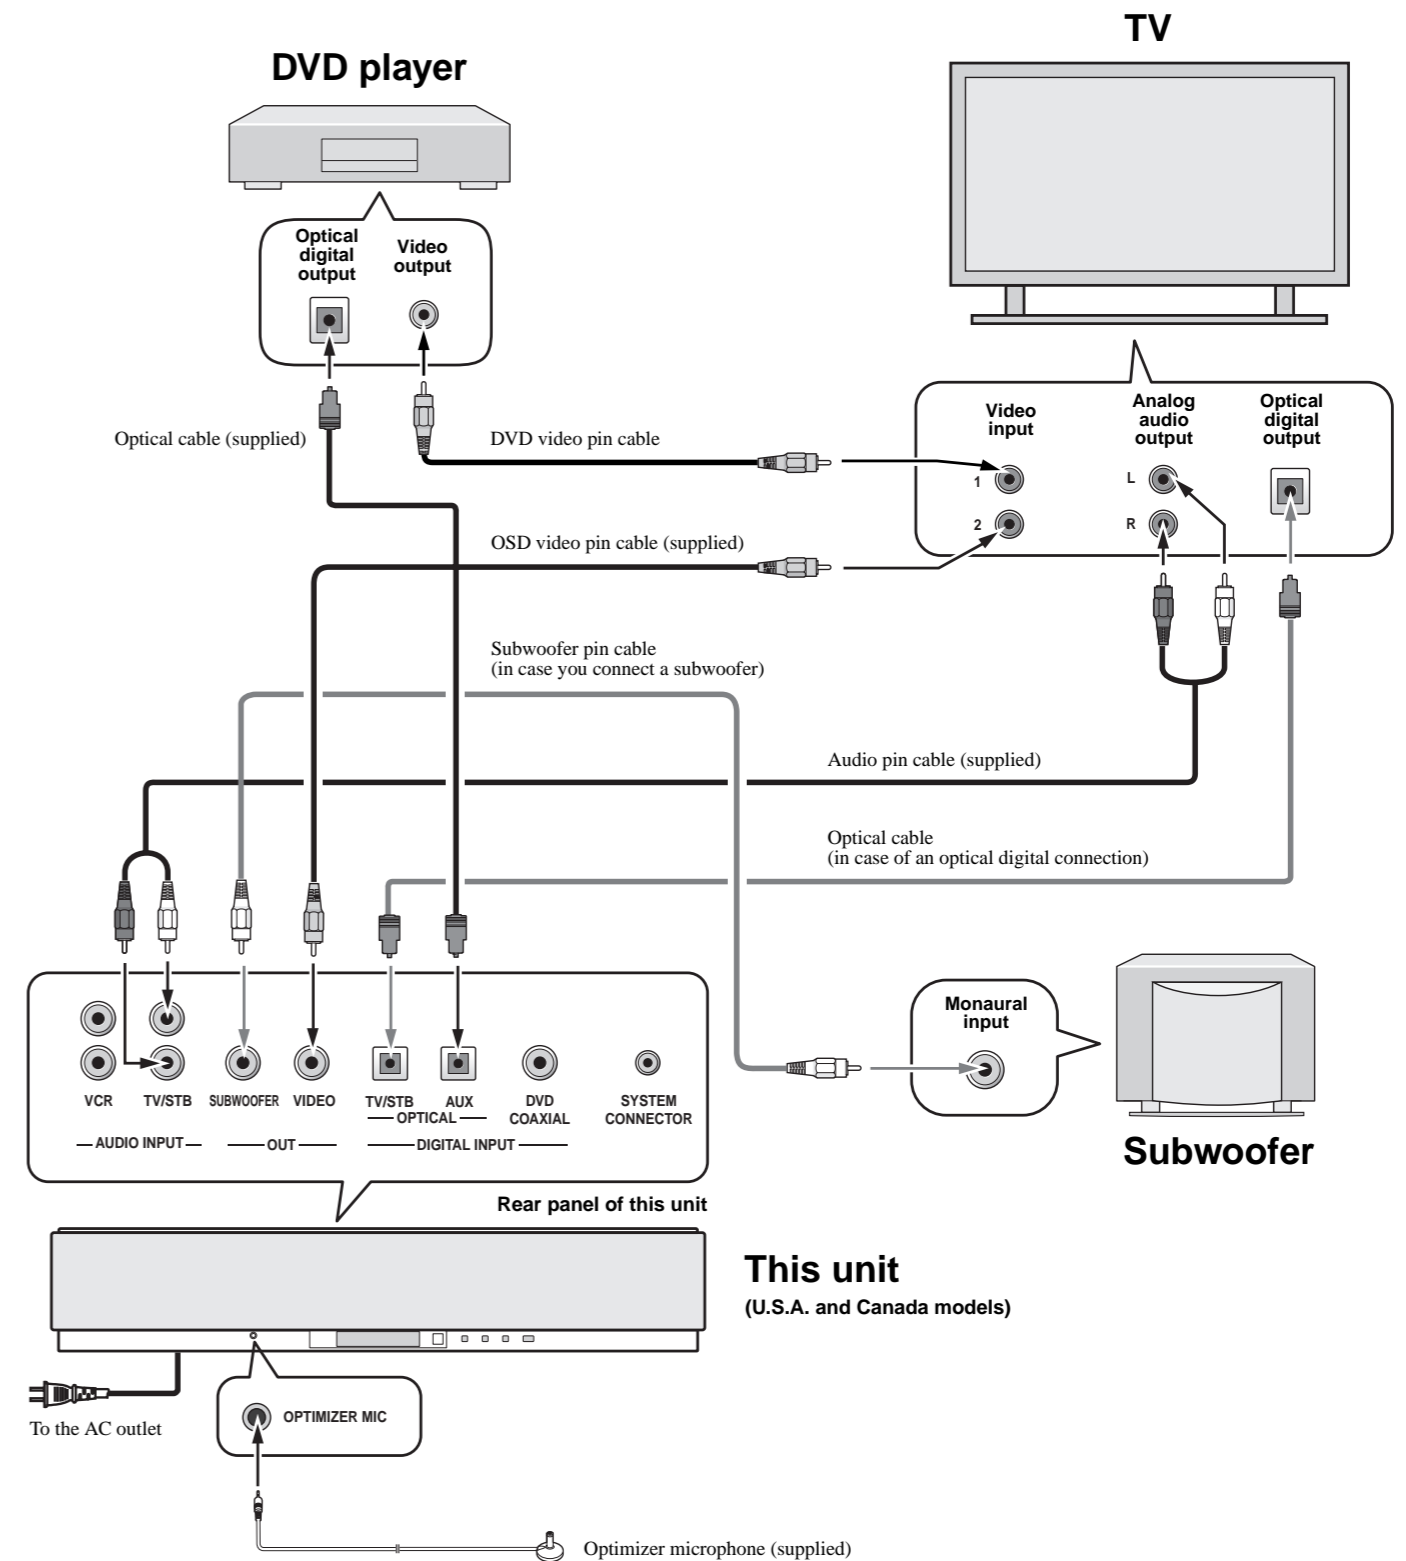 TV
DVD player
Optical
digital
output
Video
output
Video
input
Analog
audio
output
Optical
digital
output
Optical cable (supplied)
DVD video pin cable
1
L
2
R
OSD video pin cable (supplied)
Subwoofer pin cable
(in case you connect a subwoofer)
Audio pin cable (supplied)
Optical cable
(in case of an optical digital connection)
Monaural
input
VCR
TV/STB
SUBWOOFER
VIDEO
TV/STB
AUX
DVD
COAXIAL
SYSTEM
CONNECTOR
OPTICAL
AUDIO INPUT
OUT
DIGITAL INPUT
Subwoofer
Rear panel of this unit
This unit
(U.S.A. and Canada models)
To the AC outlet
OPTIMIZER MIC
Optimizer microphone (supplied)